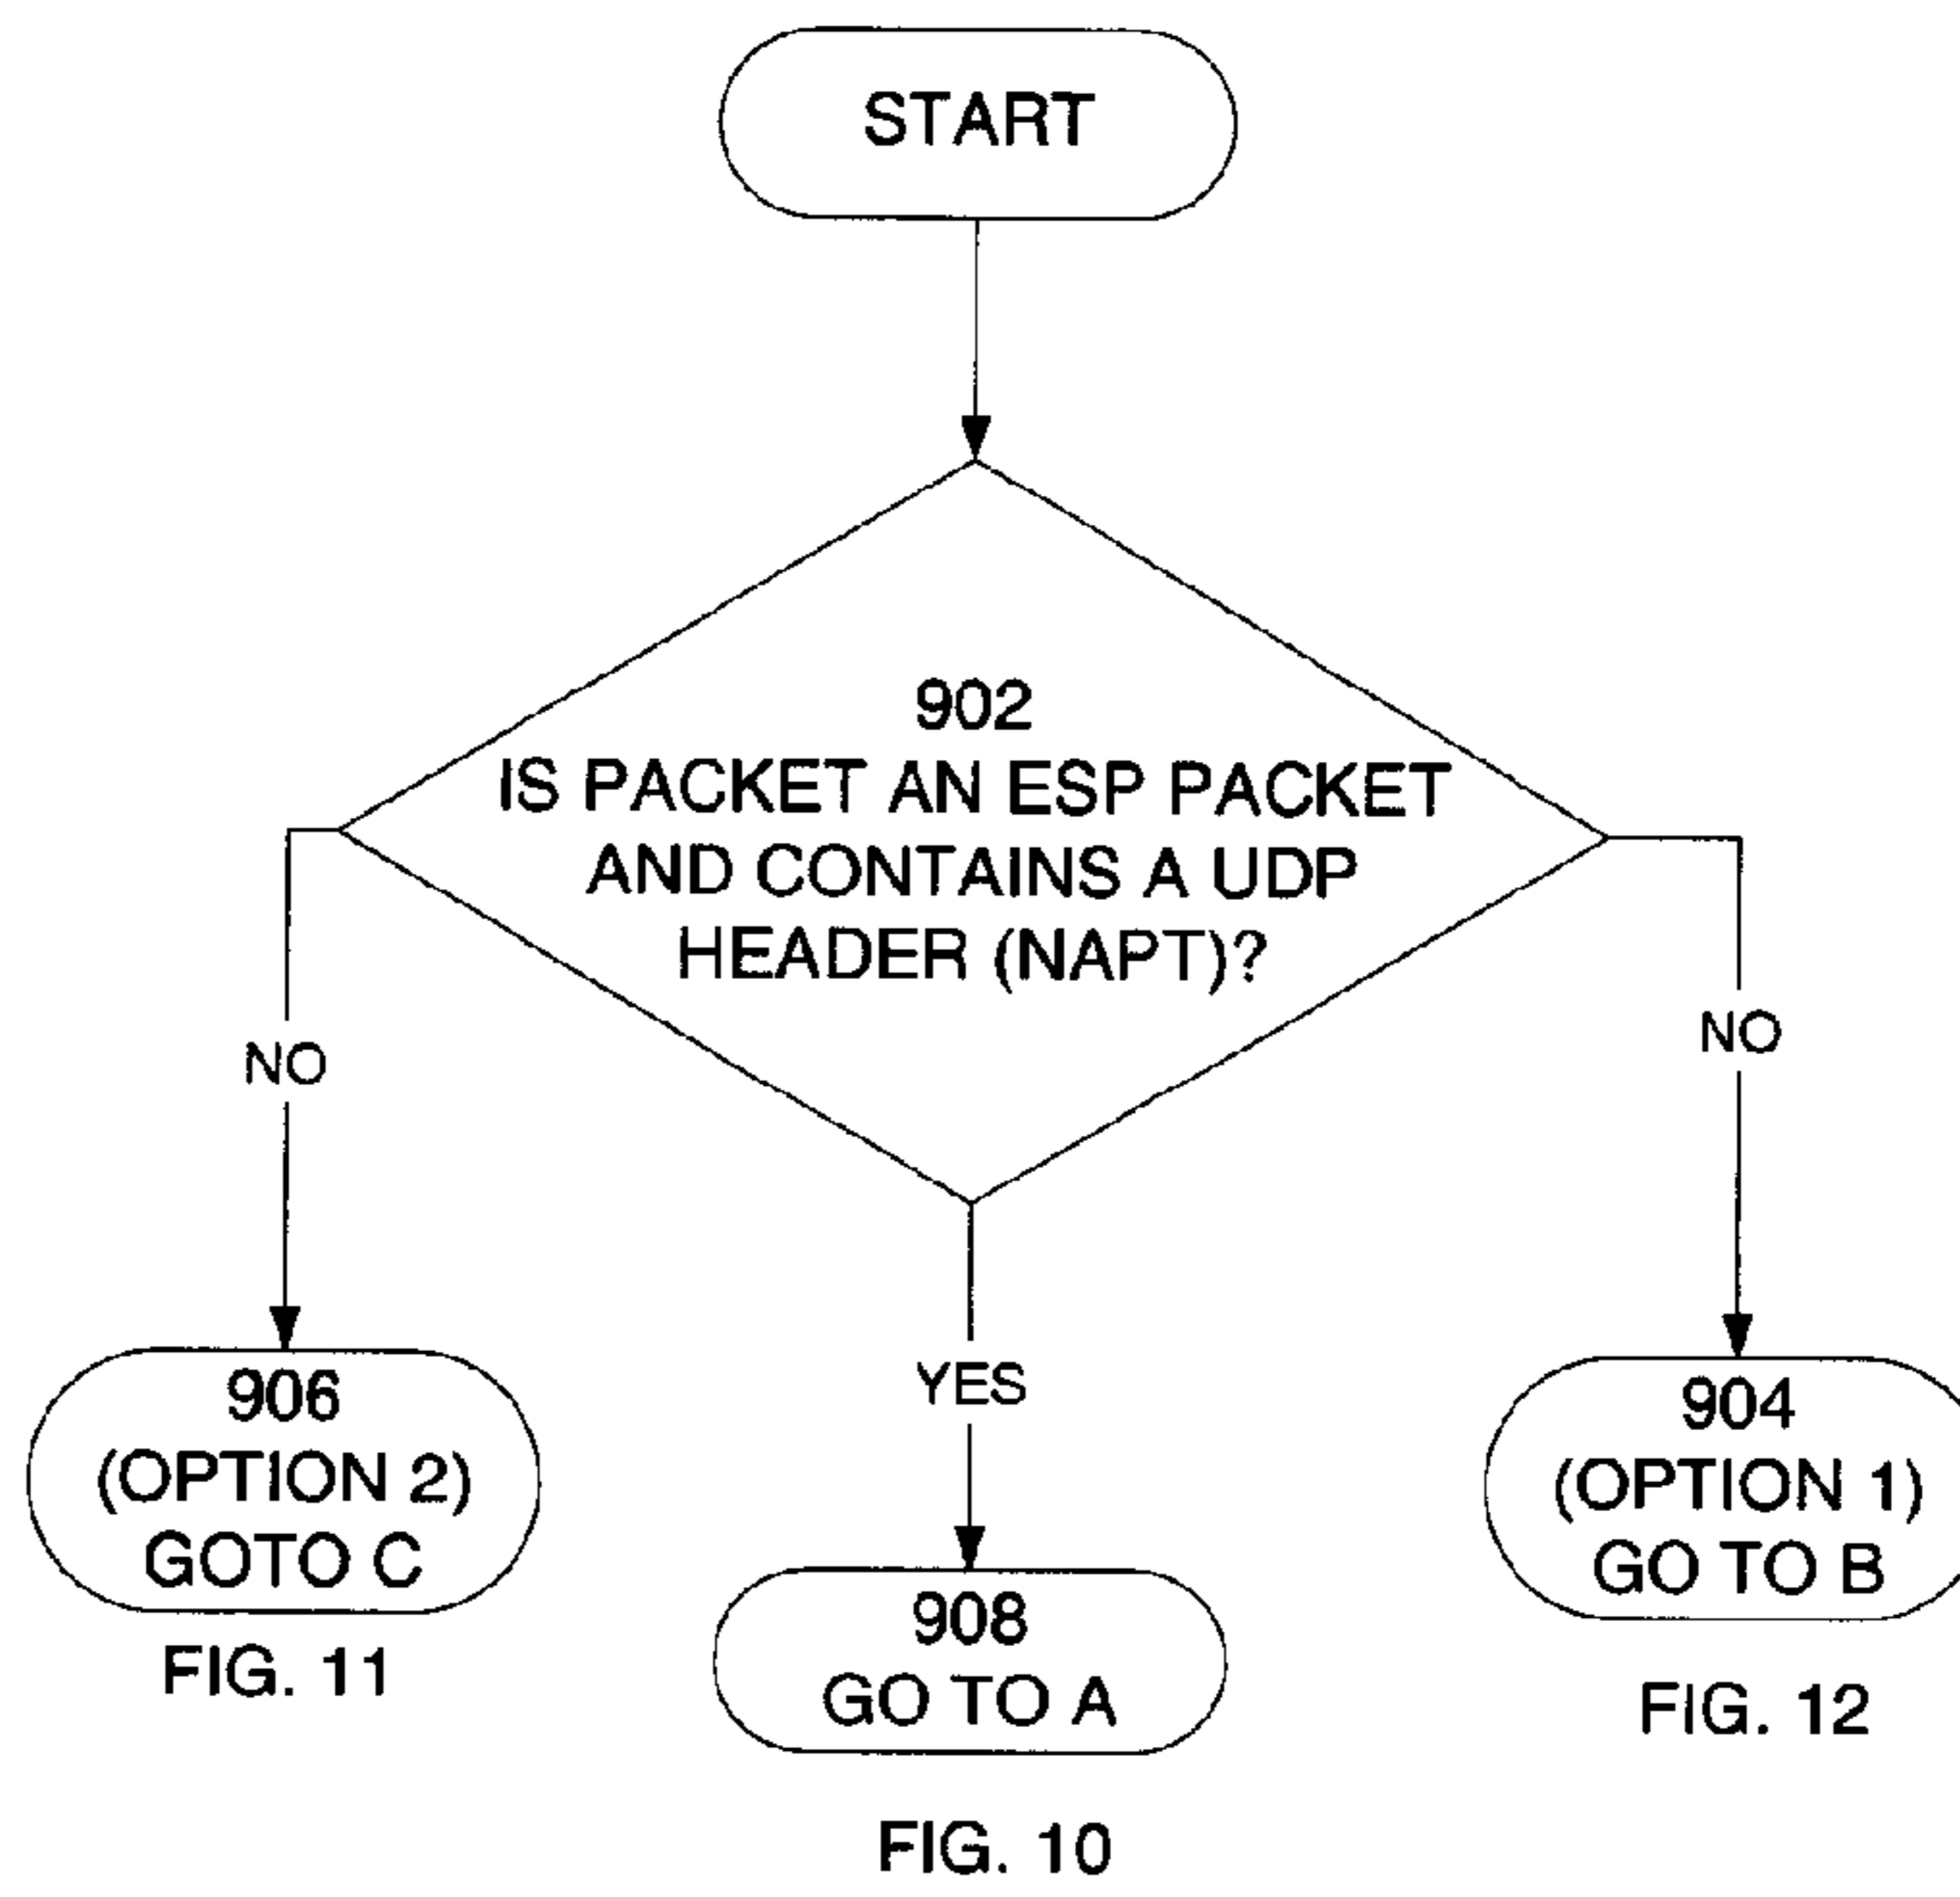 START
902
IS PACKET AN ESP PACKET
AND CONTAINS A UDP
HEADER (NAPT)?
NO
NO
YES
906
(OPTION 2)
GOTO C
FIG. 11
908
GO TO A
FIG. 10
904
(OPTION 1)
GO TO B
FIG. 12